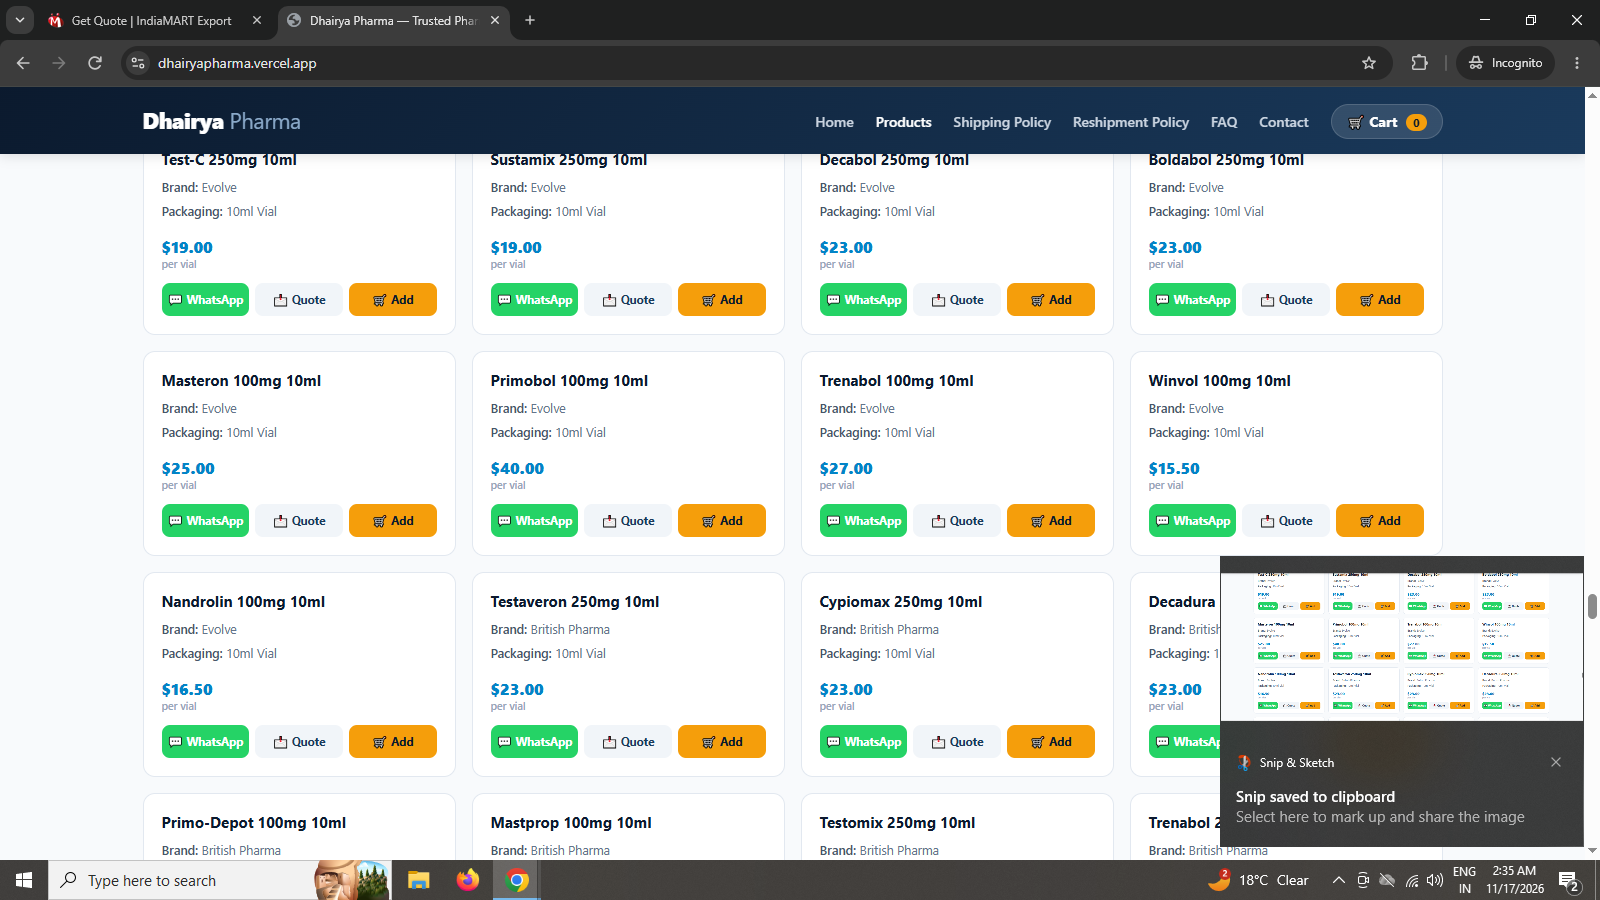 Get Quote | IndiaMART Export
Dhairya Pharma — Trusted Phar
dhairyapharma.vercel.app
Incognito
Dhairya Pharma
Home Products Shipping Policy Reshipment Policy FAQ Contact Cart 0
Test-C 250mg 10ml Sustamix 250mg 10ml Decabol 250mg 10ml Boldabol 250mg 10ml
Brand: Evolve Brand: Evolve Brand: Evolve Brand: Evolve
Packaging: 10ml Vial Packaging: 10ml Vial Packaging: 10ml Vial Packaging: 10ml Vial
$19.00 $19.00 $23.00 $23.00
per vial per vial per vial per vial
WhatsApp Quote Add WhatsApp Quote Add WhatsApp Quote Add WhatsApp Quote Add
Masteron 100mg 10ml Primobol 100mg 10ml Trenabol 100mg 10ml Winvol 100mg 10ml
Brand: Evolve Brand: Evolve Brand: Evolve Brand: Evolve
Packaging: 10ml Vial Packaging: 10ml Vial Packaging: 10ml Vial Packaging: 10ml Vial
$25.00 $40.00 $27.00 $15.50
per vial per vial per vial per vial
WhatsApp Quote Add WhatsApp Quote Add WhatsApp Quote Add WhatsApp Quote Add
Nandrolin 100mg 10ml Testaveron 250mg 10ml Cypiomax 250mg 10ml Decadura
Brand: Evolve Brand: British Pharma Brand: British Pharma Brand: British
Packaging: 10ml Vial Packaging: 10ml Vial Packaging: 10ml Vial Packaging: 1
$16.50 $23.00 $23.00 $23.00
per vial per vial per vial per vial
WhatsApp Quote Add WhatsApp Quote Add WhatsApp Quote Add WhatsApp
Primo-Depot 100mg 10ml Mastprop 100mg 10ml Testomix 250mg 10ml Trenabol 2
Brand: British Pharma Brand: British Pharma Brand: British Pharma Brand: British Pharma
Snip & Sketch
Snip saved to clipboard
Select here to mark up and share the image
Type here to search
2
18°C Clear
ENG
IN
2:35 AM
11/17/2026
2